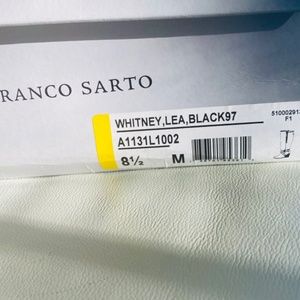 RANCO SARTO
WHITNEY,LEA,BLACK97
A1131L1002
8½ M
F1